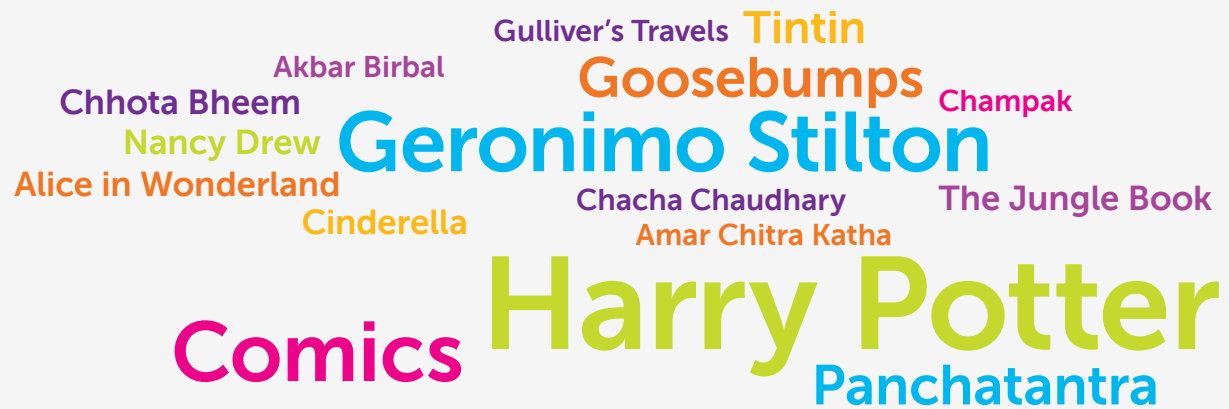 Gulliver’s Travels
Tintin
Akbar Birbal
Goosebumps
Chhota Bheem
Champak
Nancy Drew
Geronimo Stilton
Alice in Wonderland
Chacha Chaudhary
The Jungle Book
Cinderella
Amar Chitra Katha
Harry Potter
Comics
Panchatantra